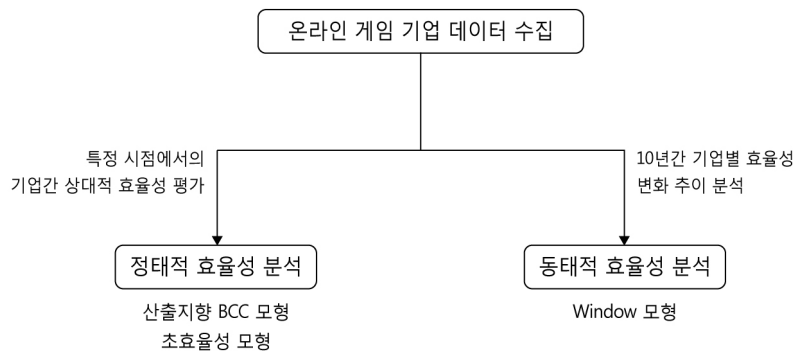 온라인 게임 기업 데이터 수집
특정 시점에서의
기업간 상대적 효율성 평가
10년간 기업별 효율성
변화 추이 분석
정태적 효율성 분석
동태적 효율성 분석
산출지향 BCC 모형
초효율성 모형
Window 모형